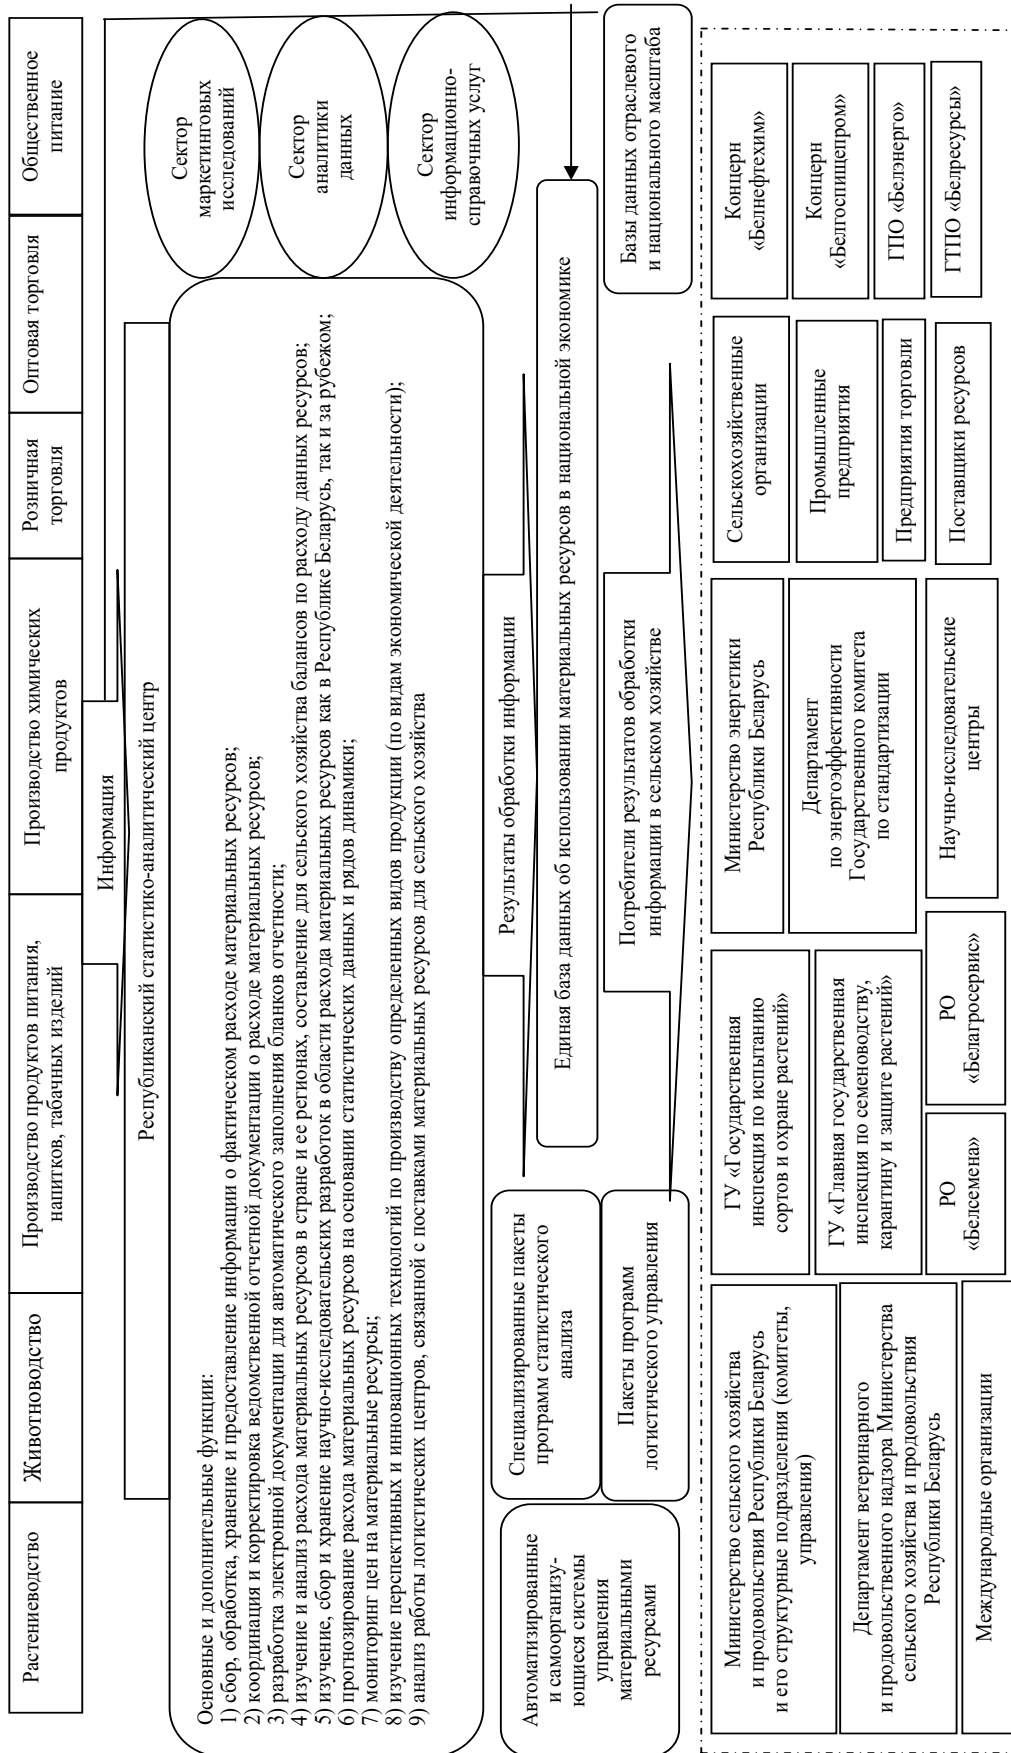 Растениеводство
Животноводство
Производство продуктов питания,
напитков, табачных изделий
Производство химических
продуктов
Розничная
торговля
Оптовая торговля
Общественное
питание
Информация
Республиканский статистико-аналитический центр
Основные и дополнительные функции:
1) сбор, обработка, хранение и предоставление информации о фактическом расходе материальных ресурсов;
2) координация и корректировка ведомственной отчетной документации о расходе материальных ресурсов;
3) разработка электронной документации для автоматического заполнения бланков отчетности;
4) изучение и анализ расхода материальных ресурсов в стране и ее регионах, составление для сельского хозяйства балансов по расходу данных ресурсов;
5) изучение, сбор и хранение научно-исследовательских разработок в области расхода материальных ресурсов как в Республике Беларусь, так и за рубежом;
6) прогнозирование расхода материальных ресурсов на основании статистических данных и рядов динамики;
7) мониторинг цен на материальные ресурсы;
8) изучение перспективных и инновационных технологий по производству определенных видов продукции (по видам экономической деятельности);
9) анализ работы логистических центров, связанной с поставками материальных ресурсов для сельского хозяйства
Сектор
маркетинговых
исследований
Сектор
аналитики
данных
Сектор
информационно-
справочных услуг
Автоматизированные
и самоорганизу-
ющиеся системы
управления
материальными
ресурсами
Специализированные пакеты
программ статистического
анализа
Пакеты программ
логистического управления
Результаты обработки информации
Единая база данных об использовании материальных ресурсов в национальной экономике
Потребители результатов обработки
информации в сельском хозяйстве
Базы данных отраслевого
и национального масштаба
Министерство сельского хозяйства
и продовольствия Республики Беларусь
и его структурные подразделения (комитеты,
управления)
Департамент ветеринарного
и продовольственного надзора Министерства
сельского хозяйства и продовольствия
Республики Беларусь
Международные организации
ГУ «Государственная
инспекция по испытанию
сортов и охране растений»
ГУ «Главная государственная
инспекция по семеноводству,
карантину и защите растений»
РО
«Белсемена»
РО
«Белагросервис»
Министерство энергетики
Республики Беларусь
Департамент
по энергоэффективности
Государственного комитета
по стандартизации
Научно-исследовательские
центры
Сельскохозяйственные
организации
Промышленные
предприятия
Предприятия торговли
Поставщики ресурсов
Концерн
«Белнефтехим»
Концерн
«Белгоспищепром»
ГПО «Белэнерго»
ГТПО «Белресурсы»